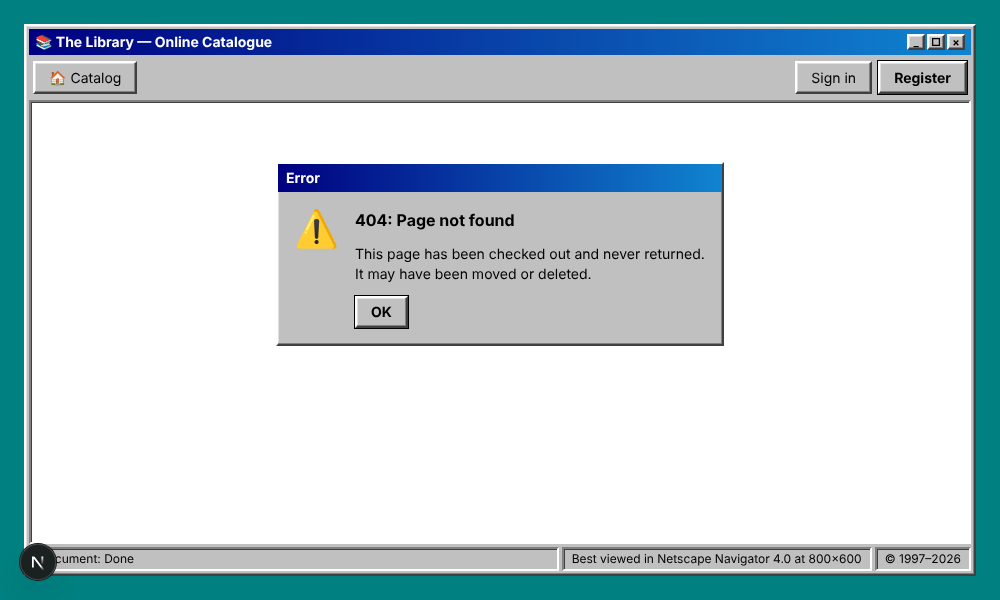 The Library — Online Catalogue
Catalog
Sign in
Register
Error
404: Page not found
This page has been checked out and never returned.
It may have been moved or deleted.
OK
N
cument: Done
Best viewed in Netscape Navigator 4.0 at 800×600
© 1997–2026